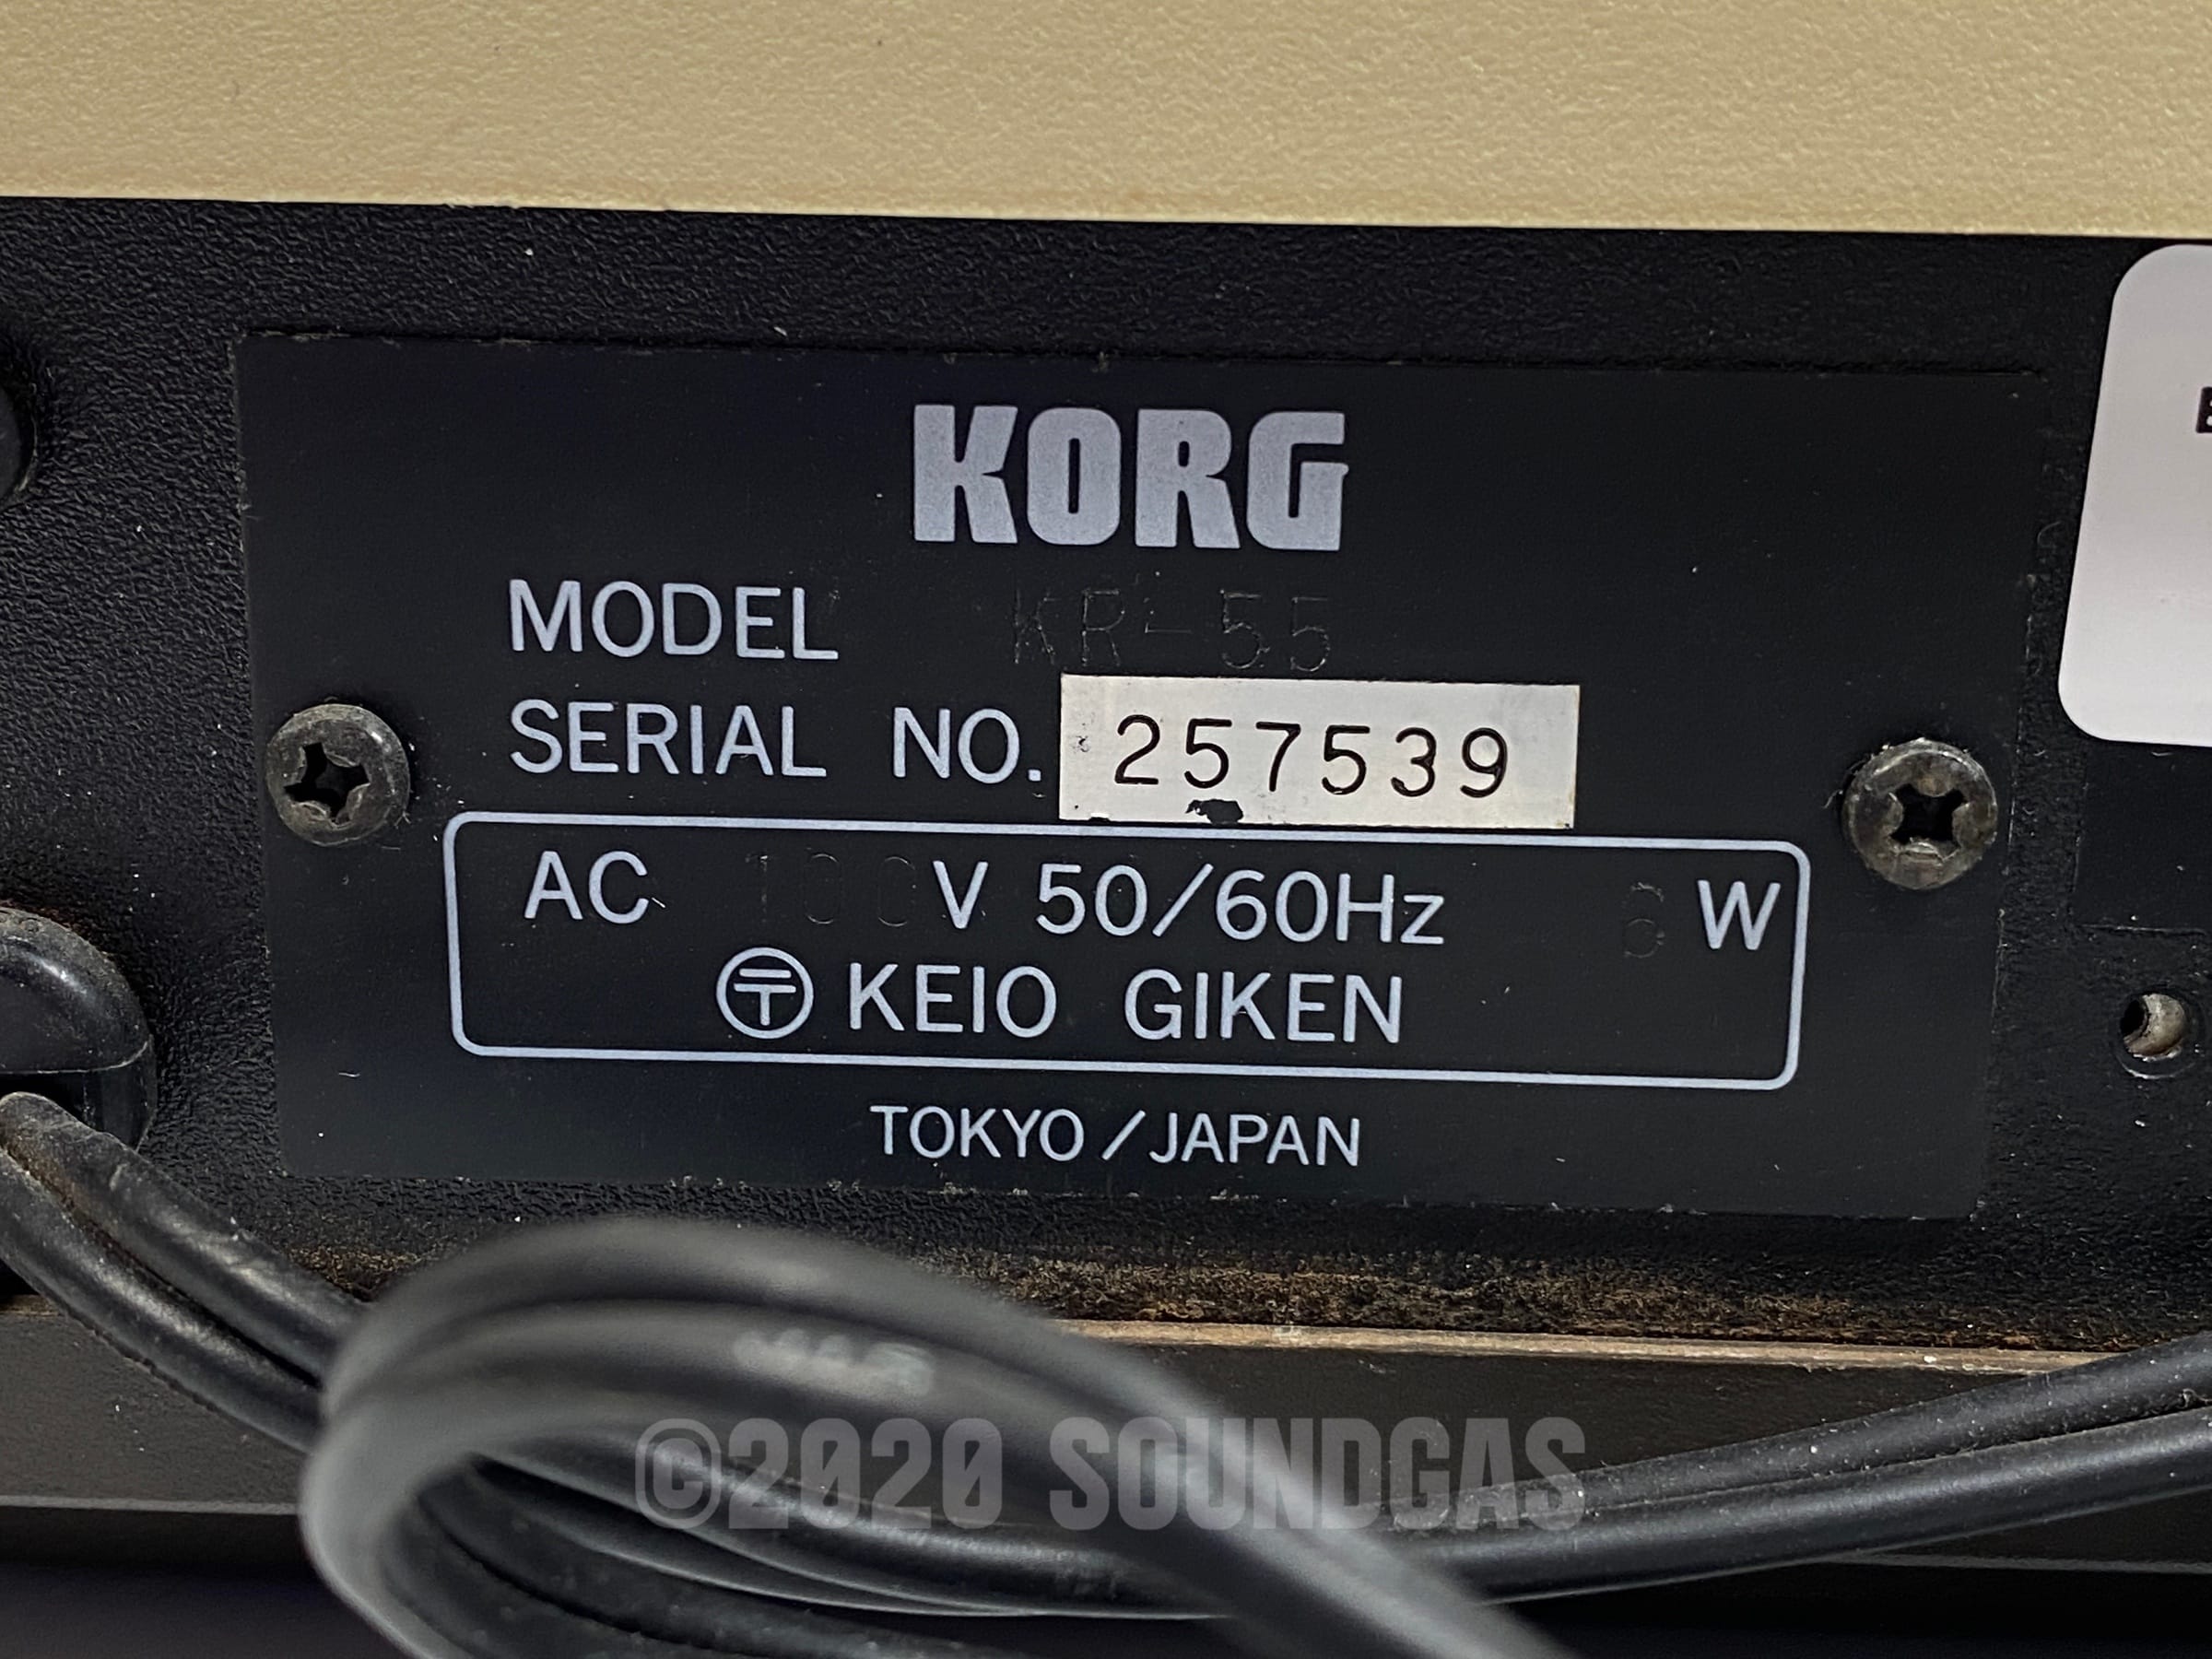 KORG
MODEL KR-55
SERIAL NO. 257539
AC 100V 50/60Hz 6W
〒 KEIO GIKEN
TOKYO/JAPAN
©2020 SOUNDGAS